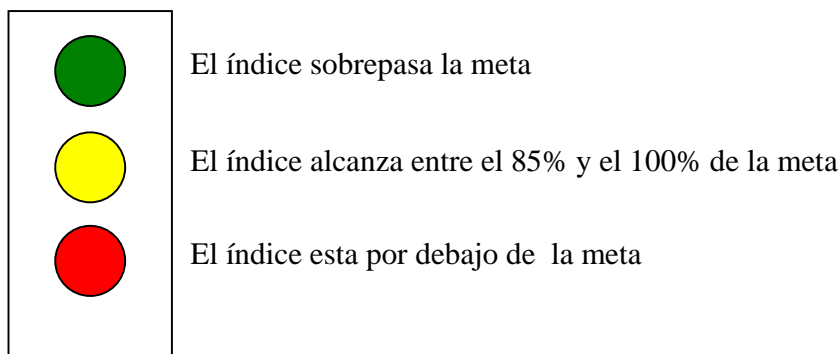 El índice sobrepasa la meta
El índice alcanza entre el 85% y el 100% de la meta
El índice esta por debajo de  la meta